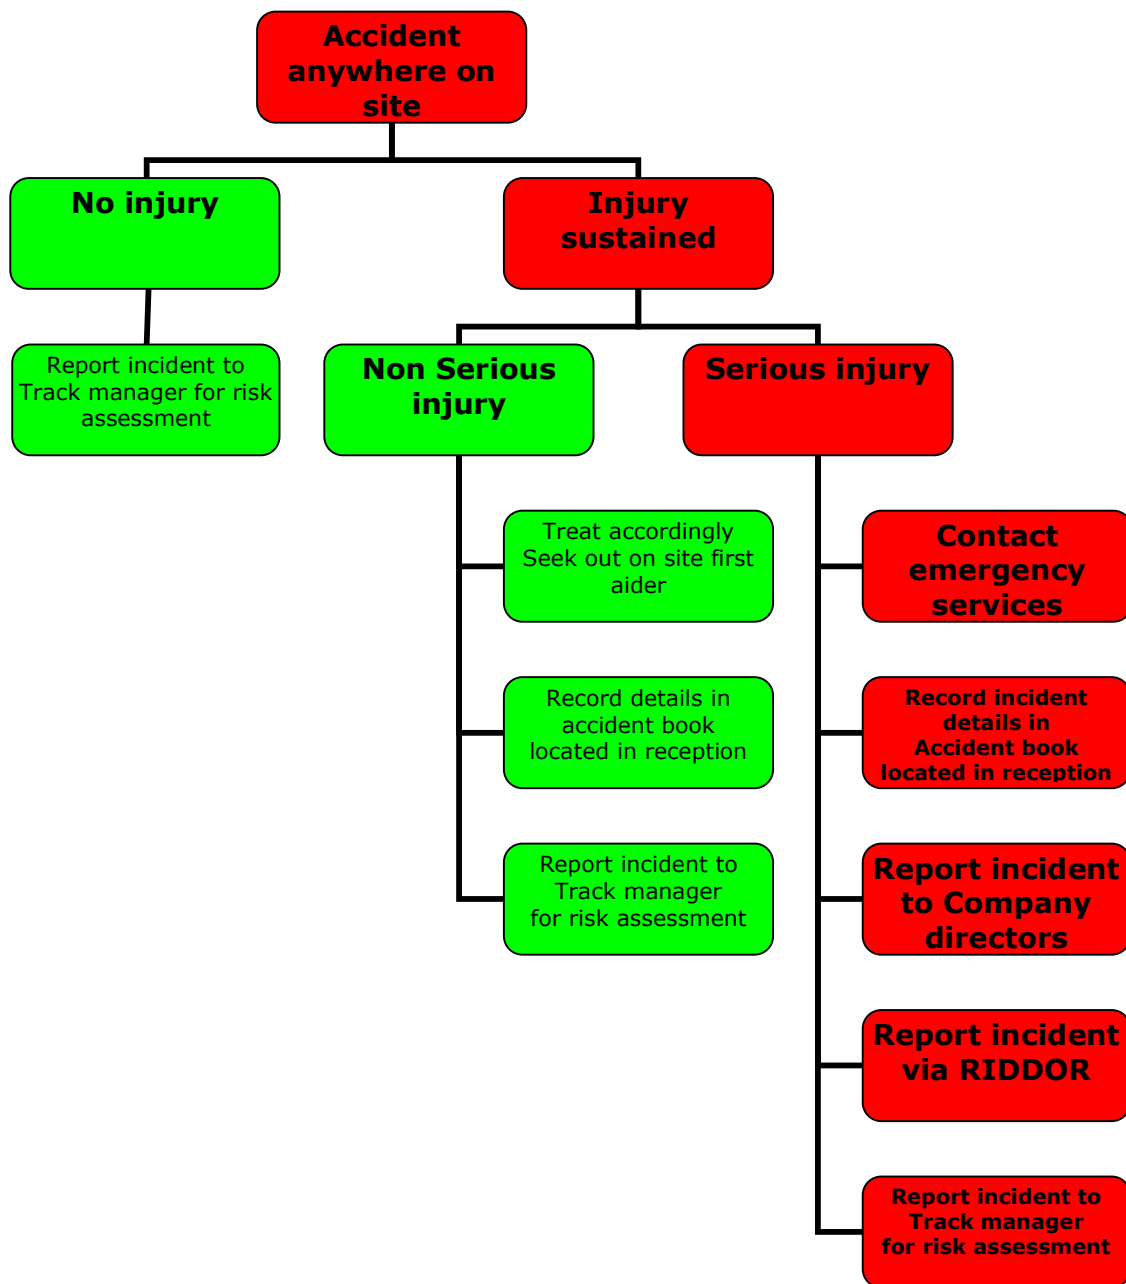 Accident
anywhere on
site
No injury
Injury
sustained
Report incident to
Track manager for risk
assessment
Non Serious
injury
Serious injury
Treat accordingly
Seek out on site first
aider
Contact
emergency
services
Record details in
accident book
located in reception
Record incident
details in
Accident book
located in reception
Report incident to
Track manager
for risk assessment
Report incident
to Company
directors
Report incident
via RIDDOR
Report incident to
Track manager
for risk assessment